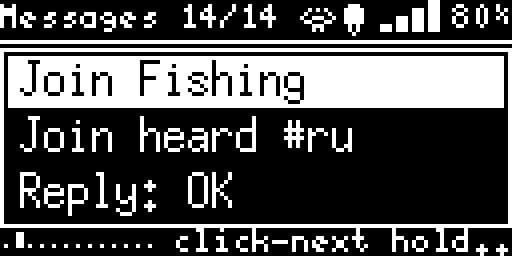 Messages 14/14 80%
Join Fishing
Join heard #ru
Reply: OK
click-next hold..